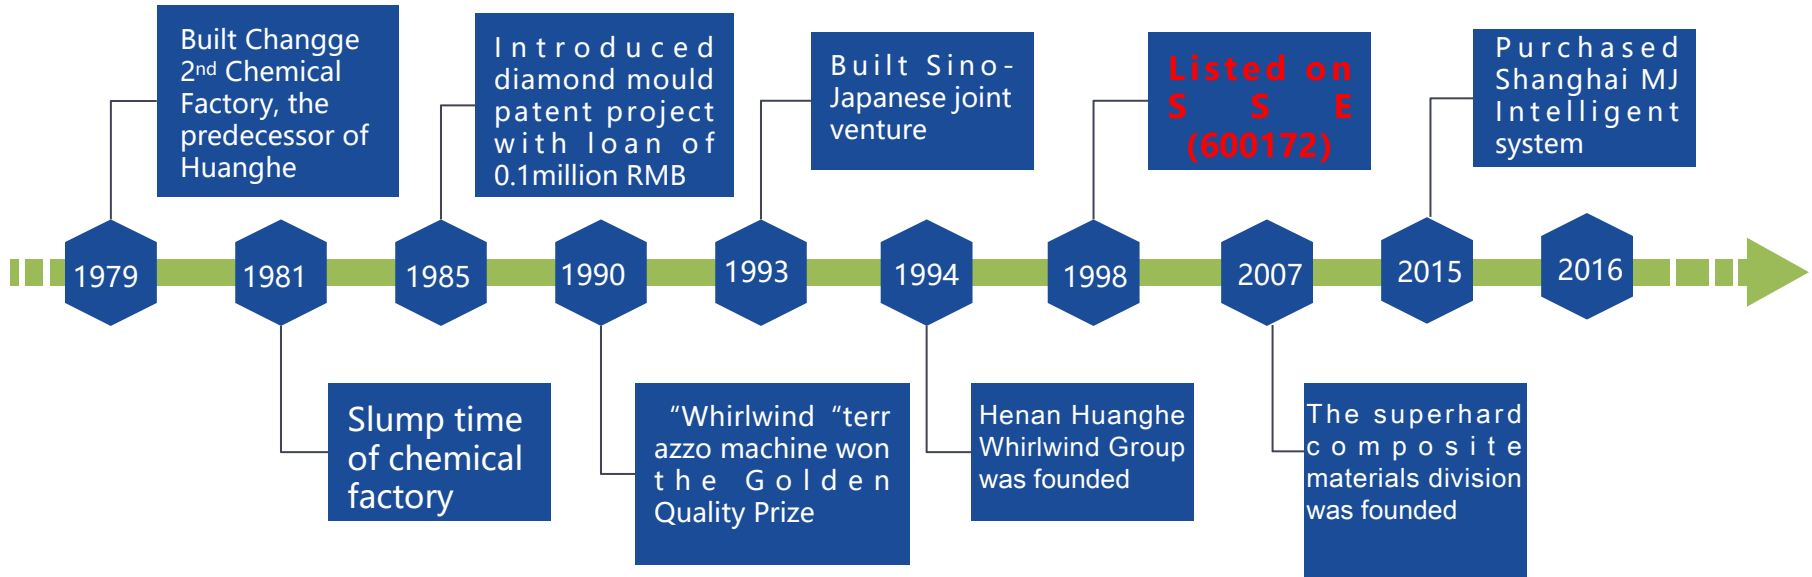 Built Changge
2nd Chemical
Factory, the
predecessor of
Huanghe
Introduced
diamond mould
patent project
with loan of
0.1million RMB
Built Sino-
Japanese joint
venture
Listed on
S S E
(600172)
Purchased
Shanghai MJ
Intelligent
system
1979
1981
1985
1990
1993
1994
1998
2007
2015
2016
Slump time
of chemical
factory
“Whirlwind “terr
azzo machine won
the Golden
Quality Prize
Henan Huanghe
Whirlwind Group
was founded
The superhard
composite
materials division
was founded